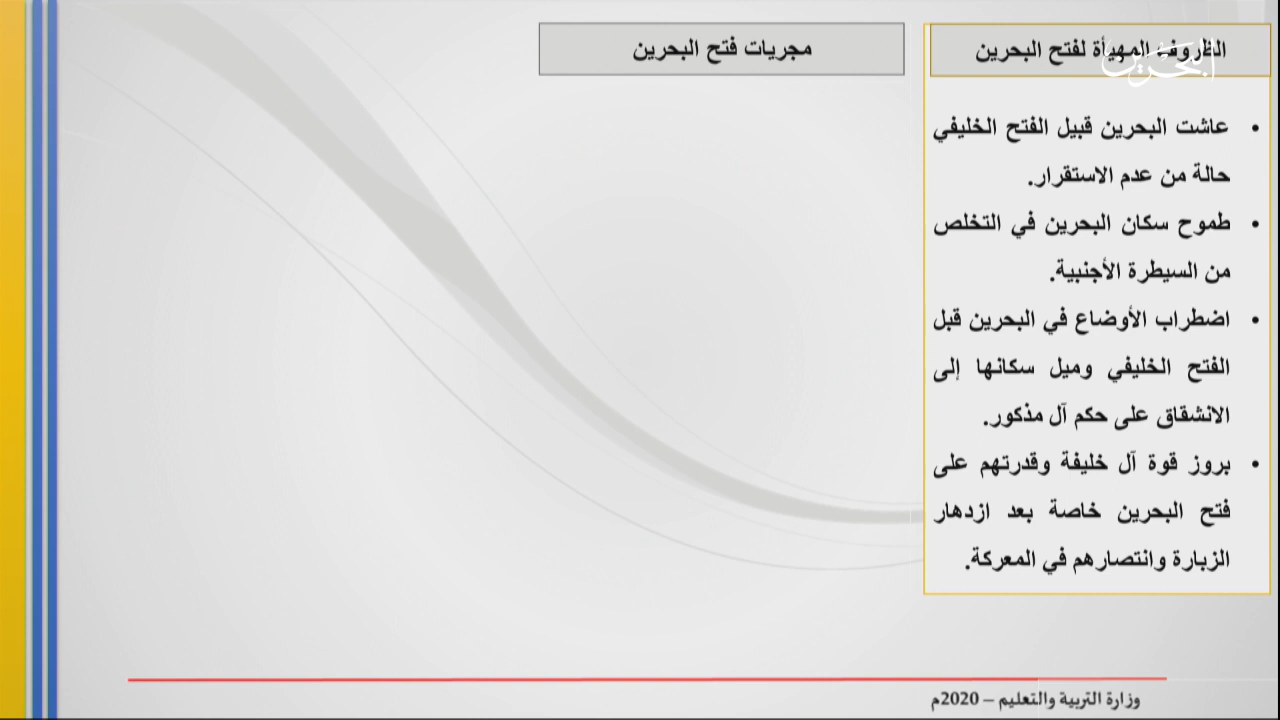 الظروف المهيأة لفتح البحرين
البحرين
مجريات فتح البحرين
• عاشت البحرين قبيل الفتح الخليفي
حالة من عدم الاستقرار.
• طموح سكان البحرين في التخلص
من السيطرة الأجنبية.
• اضطراب الأوضاع في البحرين قبل
الفتح الخليفي وميل سكانها إلى
الانشقاق على حكم آل مذكور.
• بروز قوة آل خليفة وقدرتهم على
فتح البحرين خاصة بعد ازدهار
الزبارة وانتصارهم في المعركة.
وزارة التربية والتعليم – 2020م